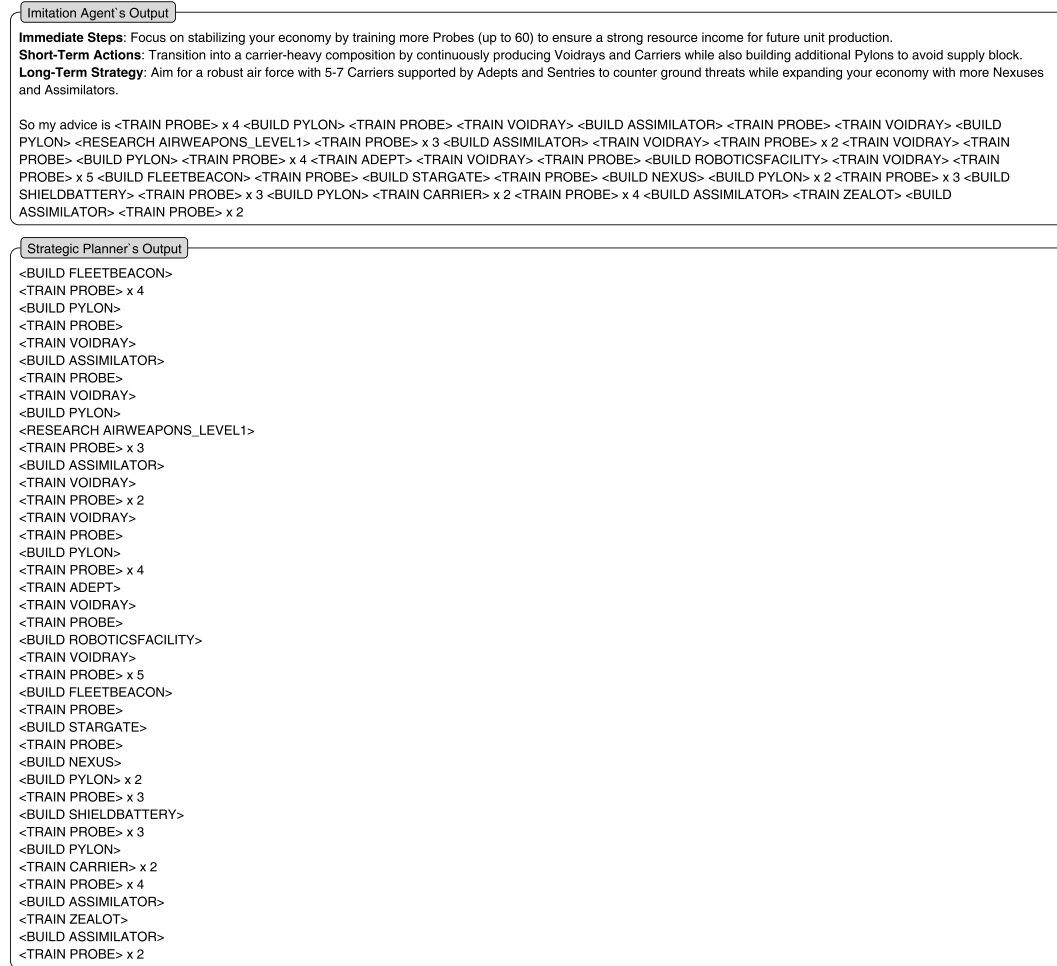 Imitation Agent`s Output
Immediate Steps: Focus on stabilizing your economy by training more Probes (up to 60) to ensure a strong resource income for future unit production.
Short-Term Actions: Transition into a carrier-heavy composition by continuously producing Voidrays and Carriers while also building additional Pylons to avoid supply block.
Long-Term Strategy: Aim for a robust air force with 5-7 Carriers supported by Adepts and Sentries to counter ground threats while expanding your economy with more Nexuses
and Assimilators.
So my advice is <TRAIN PROBE> x 4 <BUILD PYLON> <TRAIN PROBE> <TRAIN VOIDRAY> <BUILD ASSIMILATOR> <TRAIN PROBE> <TRAIN VOIDRAY> <BUILD
PYLON> <RESEARCH AIRWEAPONS_LEVEL1> <TRAIN PROBE> x 3 <BUILD ASSIMILATOR> <TRAIN VOIDRAY> <TRAIN PROBE> x 2 <TRAIN VOIDRAY> <TRAIN
PROBE> <BUILD PYLON> <TRAIN PROBE> x 4 <TRAIN ADEPT> <TRAIN VOIDRAY> <TRAIN PROBE> <BUILD ROBOTICSFACILITY> <TRAIN VOIDRAY> <TRAIN
PROBE> x 5 <BUILD FLEETBEACON> <TRAIN PROBE> <BUILD STARGATE> <TRAIN PROBE> <BUILD NEXUS> <BUILD PYLON> x 2 <TRAIN PROBE> x 3 <BUILD
SHIELDBATTERY> <TRAIN PROBE> x 3 <BUILD PYLON> <TRAIN CARRIER> x 2 <TRAIN PROBE> x 4 <BUILD ASSIMILATOR> <TRAIN ZEALOT> <BUILD
ASSIMILATOR> <TRAIN PROBE> x 2
Strategic Planner`s Output
<BUILD FLEETBEACON>
<TRAIN PROBE> x 4
<BUILD PYLON>
<TRAIN PROBE>
<TRAIN VOIDRAY>
<BUILD ASSIMILATOR>
<TRAIN PROBE>
<TRAIN VOIDRAY>
<BUILD PYLON>
<RESEARCH AIRWEAPONS_LEVEL1>
<TRAIN PROBE> x 3
<BUILD ASSIMILATOR>
<TRAIN VOIDRAY>
<TRAIN PROBE> x 2
<TRAIN VOIDRAY>
<TRAIN PROBE>
<BUILD PYLON>
<TRAIN PROBE> x 4
<TRAIN ADEPT>
<TRAIN VOIDRAY>
<TRAIN PROBE>
<BUILD ROBOTICSFACILITY>
<TRAIN VOIDRAY>
<TRAIN PROBE> x 5
<BUILD FLEETBEACON>
<TRAIN PROBE>
<BUILD STARGATE>
<TRAIN PROBE>
<BUILD NEXUS>
<BUILD PYLON> x 2
<TRAIN PROBE> x 3
<BUILD SHIELDBATTERY>
<TRAIN PROBE> x 3
<BUILD PYLON>
<TRAIN CARRIER> x 2
<TRAIN PROBE> x 4
<BUILD ASSIMILATOR>
<TRAIN ZEALOT>
<BUILD ASSIMILATOR>
<TRAIN PROBE> x 2